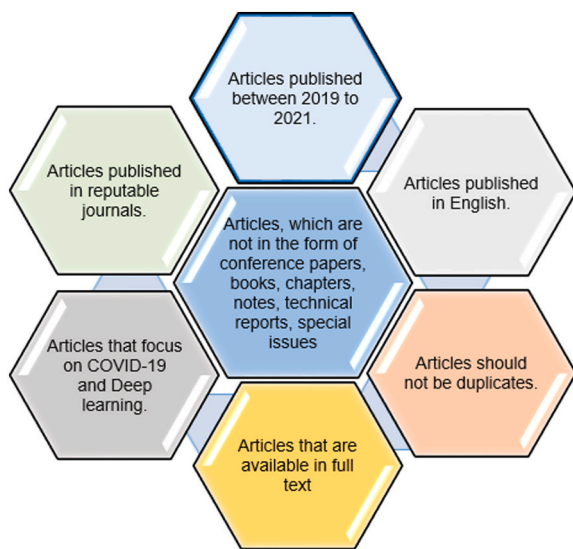 Articles published
between 2019 to
2021.
Articles published
in reputable
journals.
Articles published
in English.
Articles, which are
not in the form of
conference papers,
books, chapters,
notes, technical
reports, special
issues
Articles that focus
on COVID-19
and Deep
learning.
Articles should
not be duplicates.
Articles that are
available in full
text